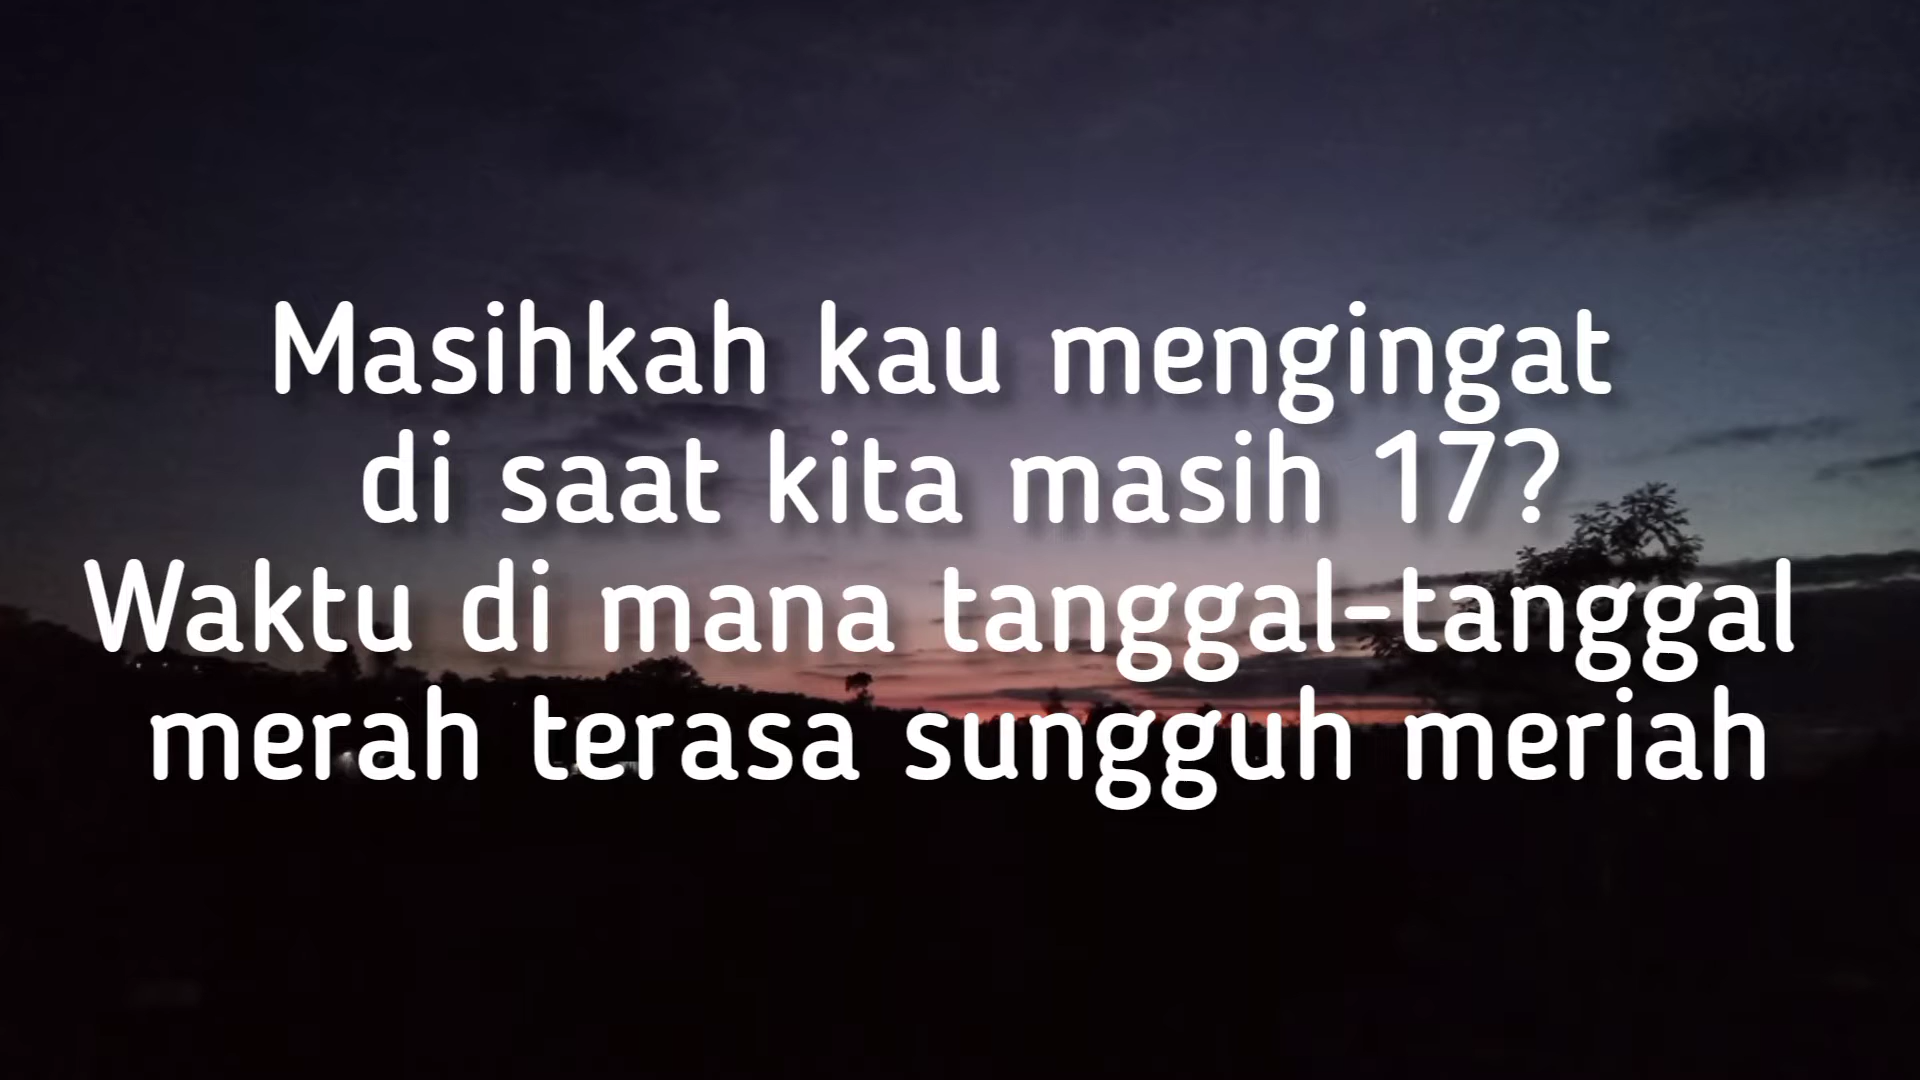 Masihkah kau mengingat
di saat kita masih 17?
Waktu di mana tanggal-tanggal
merah terasa sungguh meriah